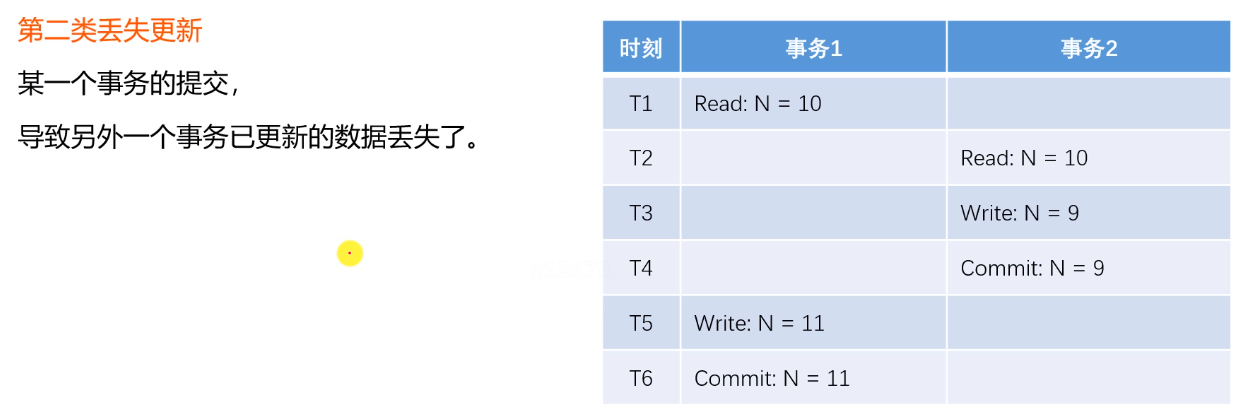 第二类丢失更新
某一个事务的提交，
导致另外一个事务已更新的数据丢失了。
时刻 事务1 事务2
T1 Read: N = 10
T2 Read: N = 10
T3 Write: N = 9
T4 Commit: N = 9
T5 Write: N = 11
T6 Commit: N = 11